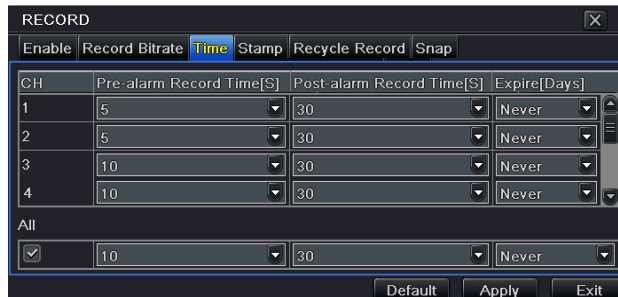 RECORD
Enable Record Bitrate Time Stamp Recycle Record Snap
CH Pre-alarm Record Time[S] Post-alarm Record Time[S] Expire[Days]
1 5 30 Never
2 5 30 Never
3 10 30 Never
4 10 30 Never
All
10 30 Never
Default Apply Exit